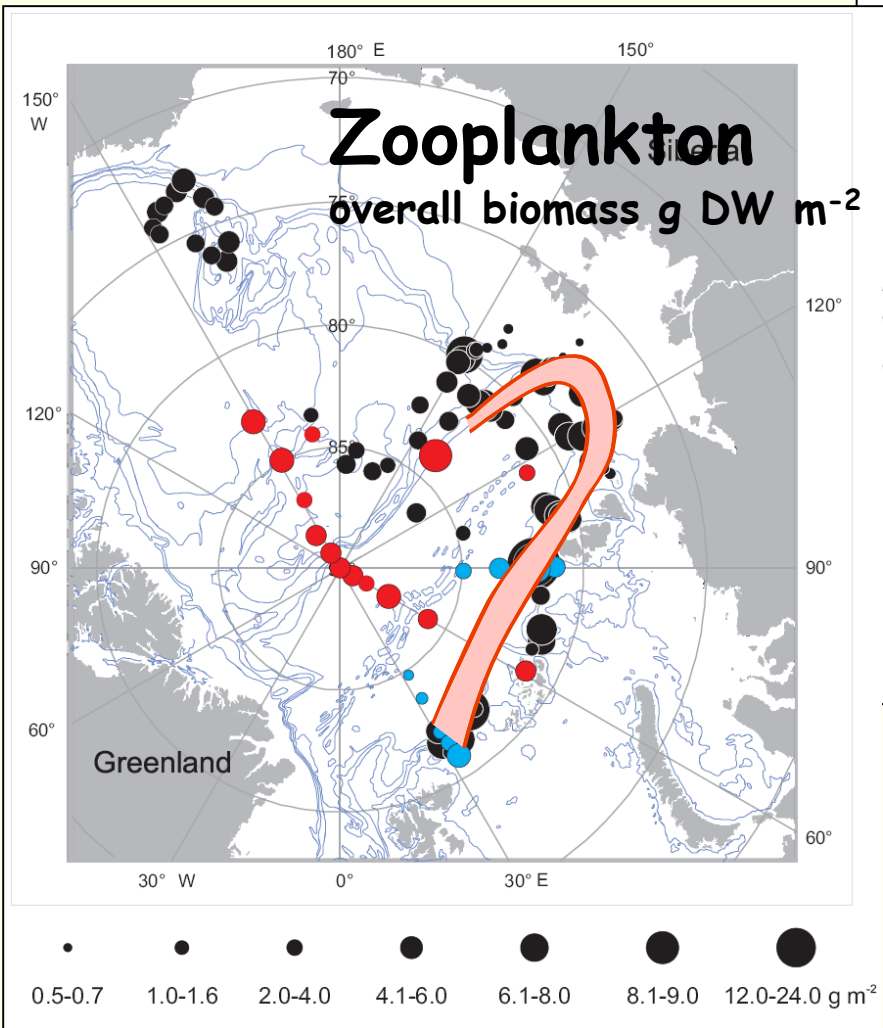 180° E
150°
70°
150°
W
Zooplankton
Siberia
75°
overall biomass g DW m-2
120°
80°
120°
85°
90°
90°
60°
Greenland
60°
30° W
0°
30° E
0.5-0.7
1.0-1.6
2.0-4.0
4.1-6.0
6.1-8.0
8.1-9.0
12.0-24.0 g m-2